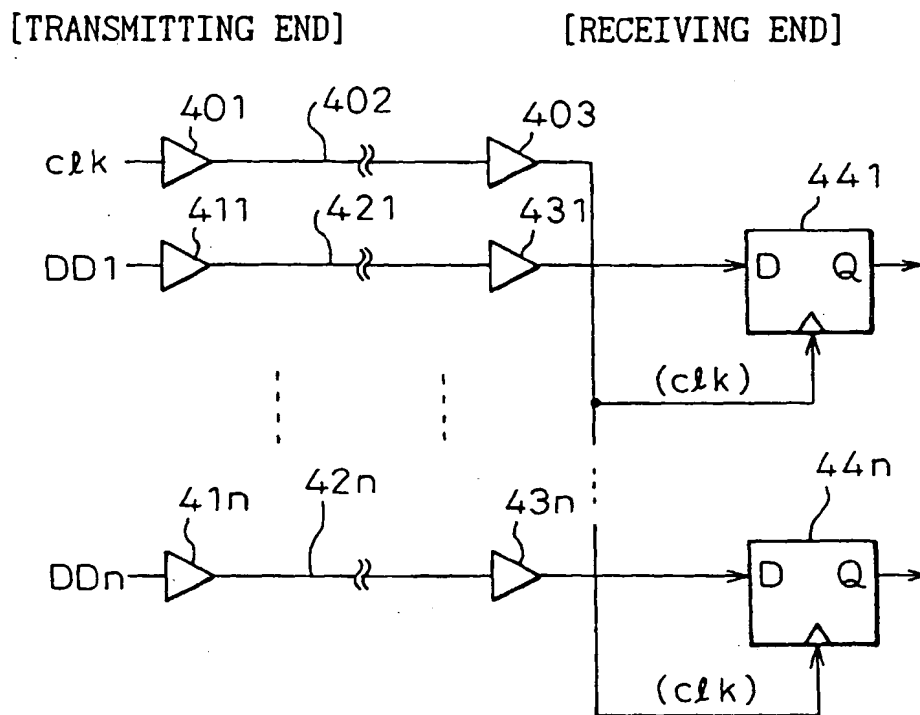 [TRANSMITTING END] [RECEIVING END]
401 402 403
clk
411 421 431 441
DD1 D Q
(clk)
41n 42n 43n 44n
DDn D Q
(clk)